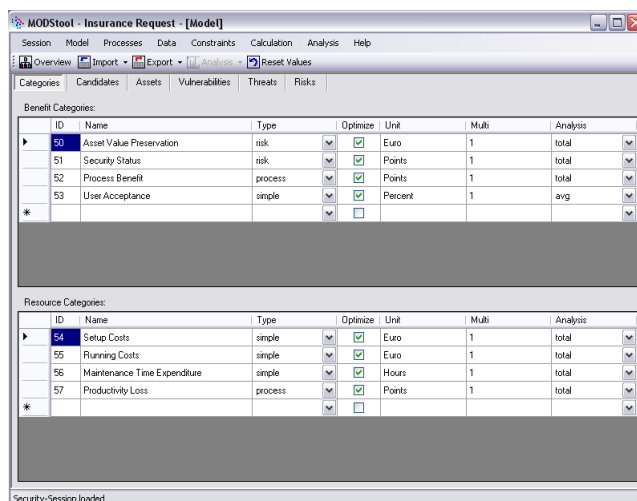 MODStool - Insurance Request - [Model]
Session Model Processes Data Constraints Calculation Analysis Help
Overview Import Export Analysis Reset Values
Categories Candidates Assets Vulnerabilities Threats Risks
Benefit Categories:
ID Name Type Optimize Unit Multi Analysis
50 Asset Value Preservation risk Euro 1 total
51 Security Status risk Points 1 total
52 Process Benefit process Points 1 total
53 User Acceptance simple Percent 1 avg
Resource Categories:
ID Name Type Optimize Unit Multi Analysis
54 Setup Costs simple Euro 1 total
55 Running Costs simple Euro 1 total
56 Maintenance Time Expenditure simple Hours 1 total
57 Productivity Loss process Points 1 total
Security-Session loaded